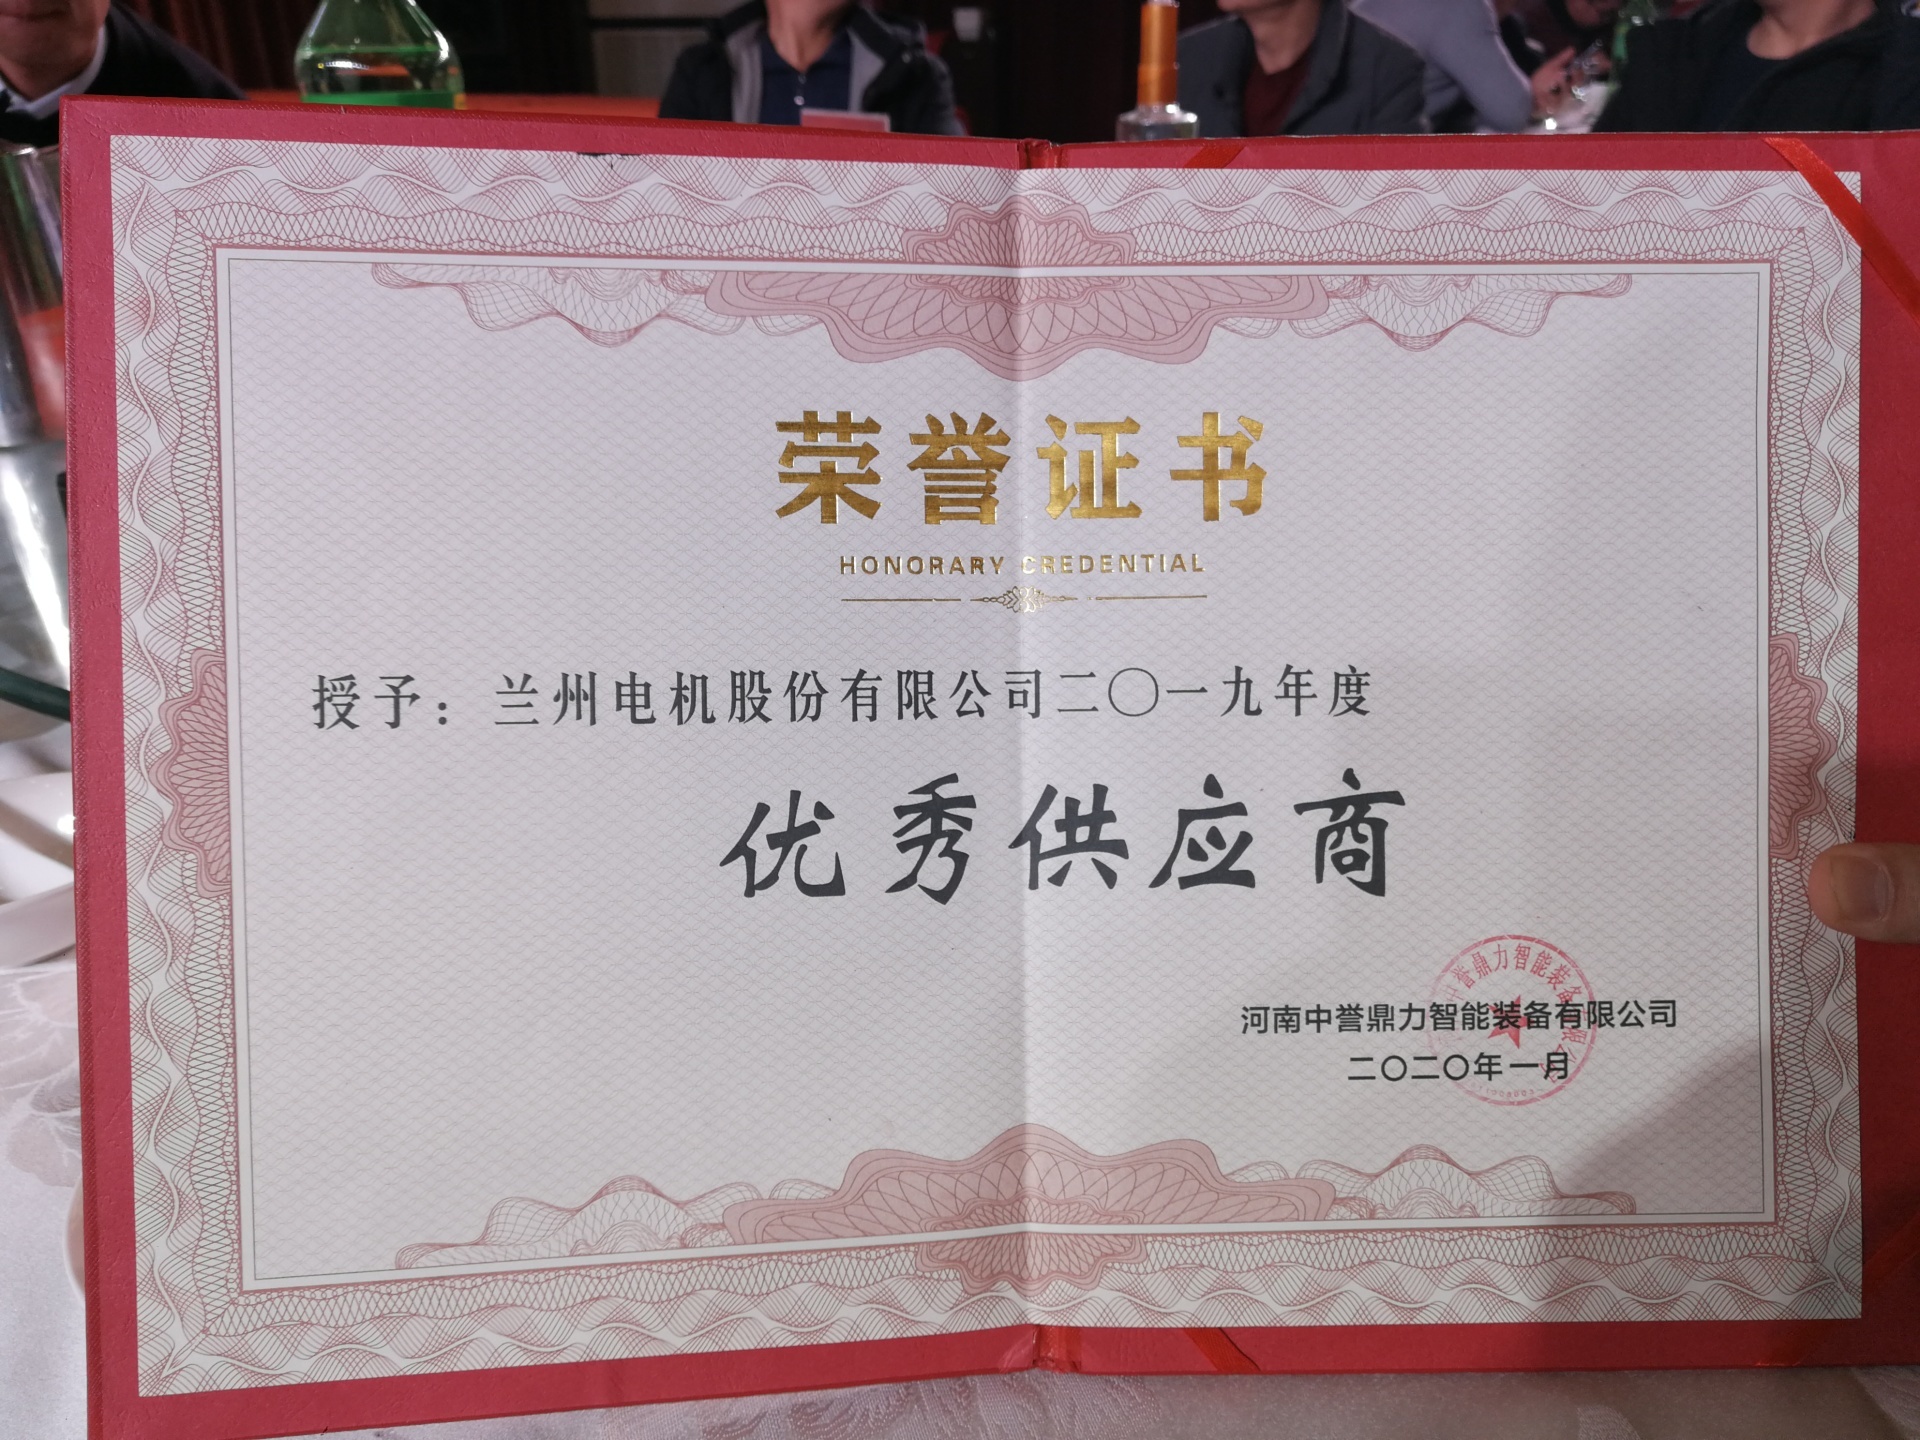 荣誉证书
HONORARY CREDENTIAL
授予：兰州电机股份有限公司二〇一九年度
优秀供应商
河南中誉鼎力智能装备有限公司
二〇二〇年一月